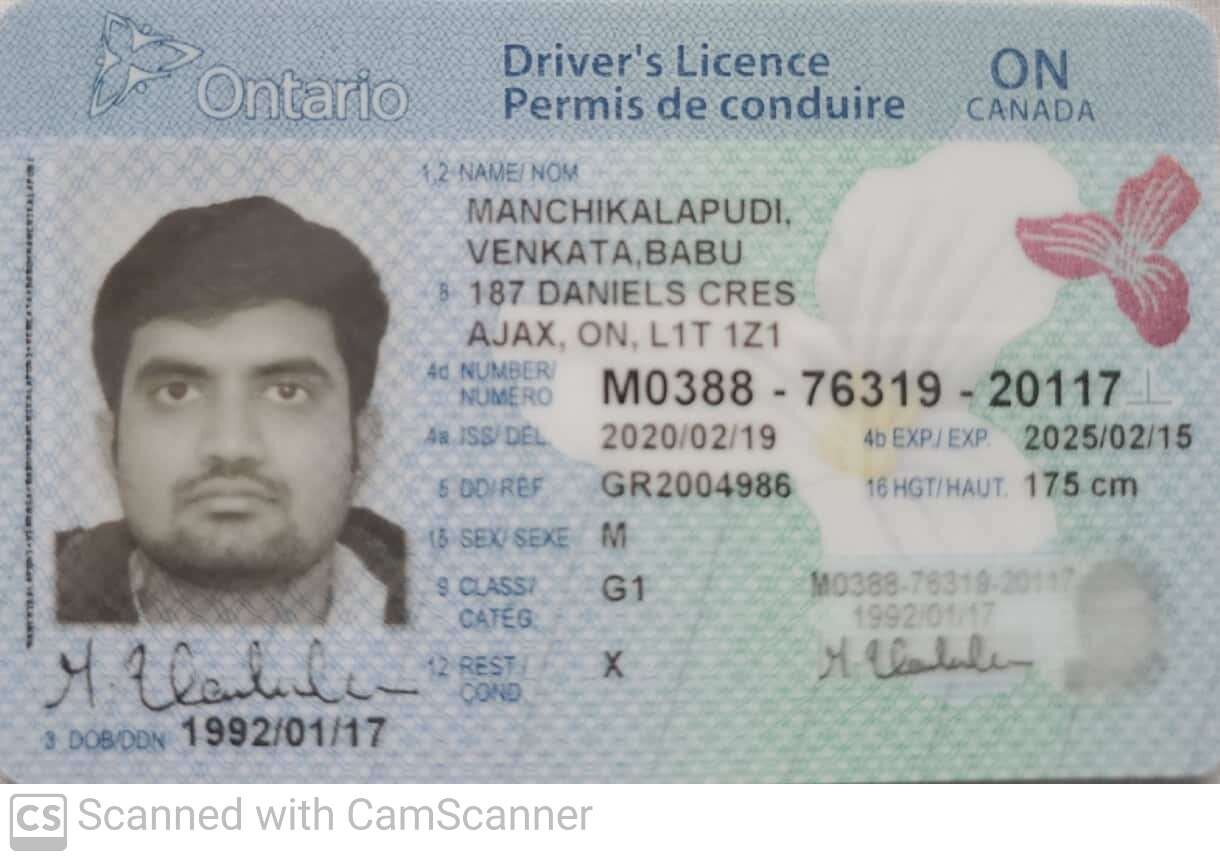 Ontario
Driver's Licence
Permis de conduire
ON
CANADA
1,2 NAME/ NOM
MANCHIKALAPUDI,
VENKATA,BABU
8 187 DANIELS CRES
AJAX, ON, L1T 1Z1
4d NUMBER/
NUMÉRO
M0388 - 76319 - 20117
4a ISS/ DÉL. 2020/02/19 4b EXP./ EXP. 2025/02/15
5 DD/RÉF GR2004986 16 HGT/HAUT. 175 cm
15 SEX/ SEXE M
9 CLASS/ G1
CATÉG.
M0388-76319-20117
1992/01/17
12 REST./ X
COND
3 DOB/DDN 1992/01/17
CS Scanned with CamScanner